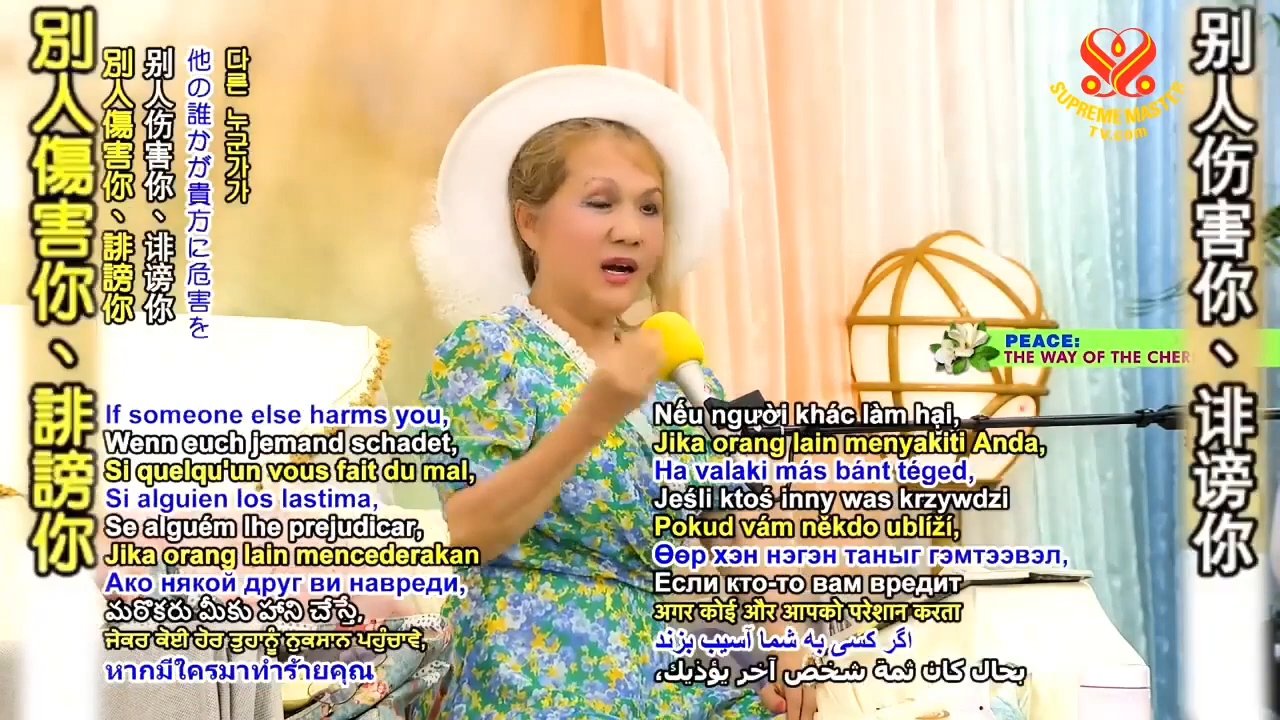 別人傷害你、誹謗你
別人傷害你、誹謗你
别人伤害你、诽谤你
他の誰かが貴方に危害を
다른 누군가가
SUPREME MASTER
TV.com
别人伤害你、诽谤你
PEACE:
THE WAY OF THE CHER
If someone else harms you,
Wenn euch jemand schadet,
Si quelqu'un vous fait du mal,
Si alguien los lastima,
Se alguém lhe prejudicar,
Jika orang lain mencederakan
Ако някой друг ви навреди,
మరొకరు మీకు హాని చేస్తే,
ਜੇਕਰ ਕੋਈ ਹੋਰ ਤੁਹਾਨੂੰ ਨੁਕਸਾਨ ਪਹੁੰਚਾਵੇ,
หากมีใครมาทำร้ายคุณ
Nếu người khác làm hại,
Jika orang lain menyakiti Anda,
Ha valaki más bánt téged,
Jeśli ktoś inny was krzywdzi
Pokud vám někdo ublíží,
Өөр хэн нэгэн таныг гэмтээвэл,
Если кто-то вам вредит
अगर कोई और आपको परेशान करता
اگر کسی به شما آسیب بزند
بحال كان ثمة شخص آخر يؤذيك،